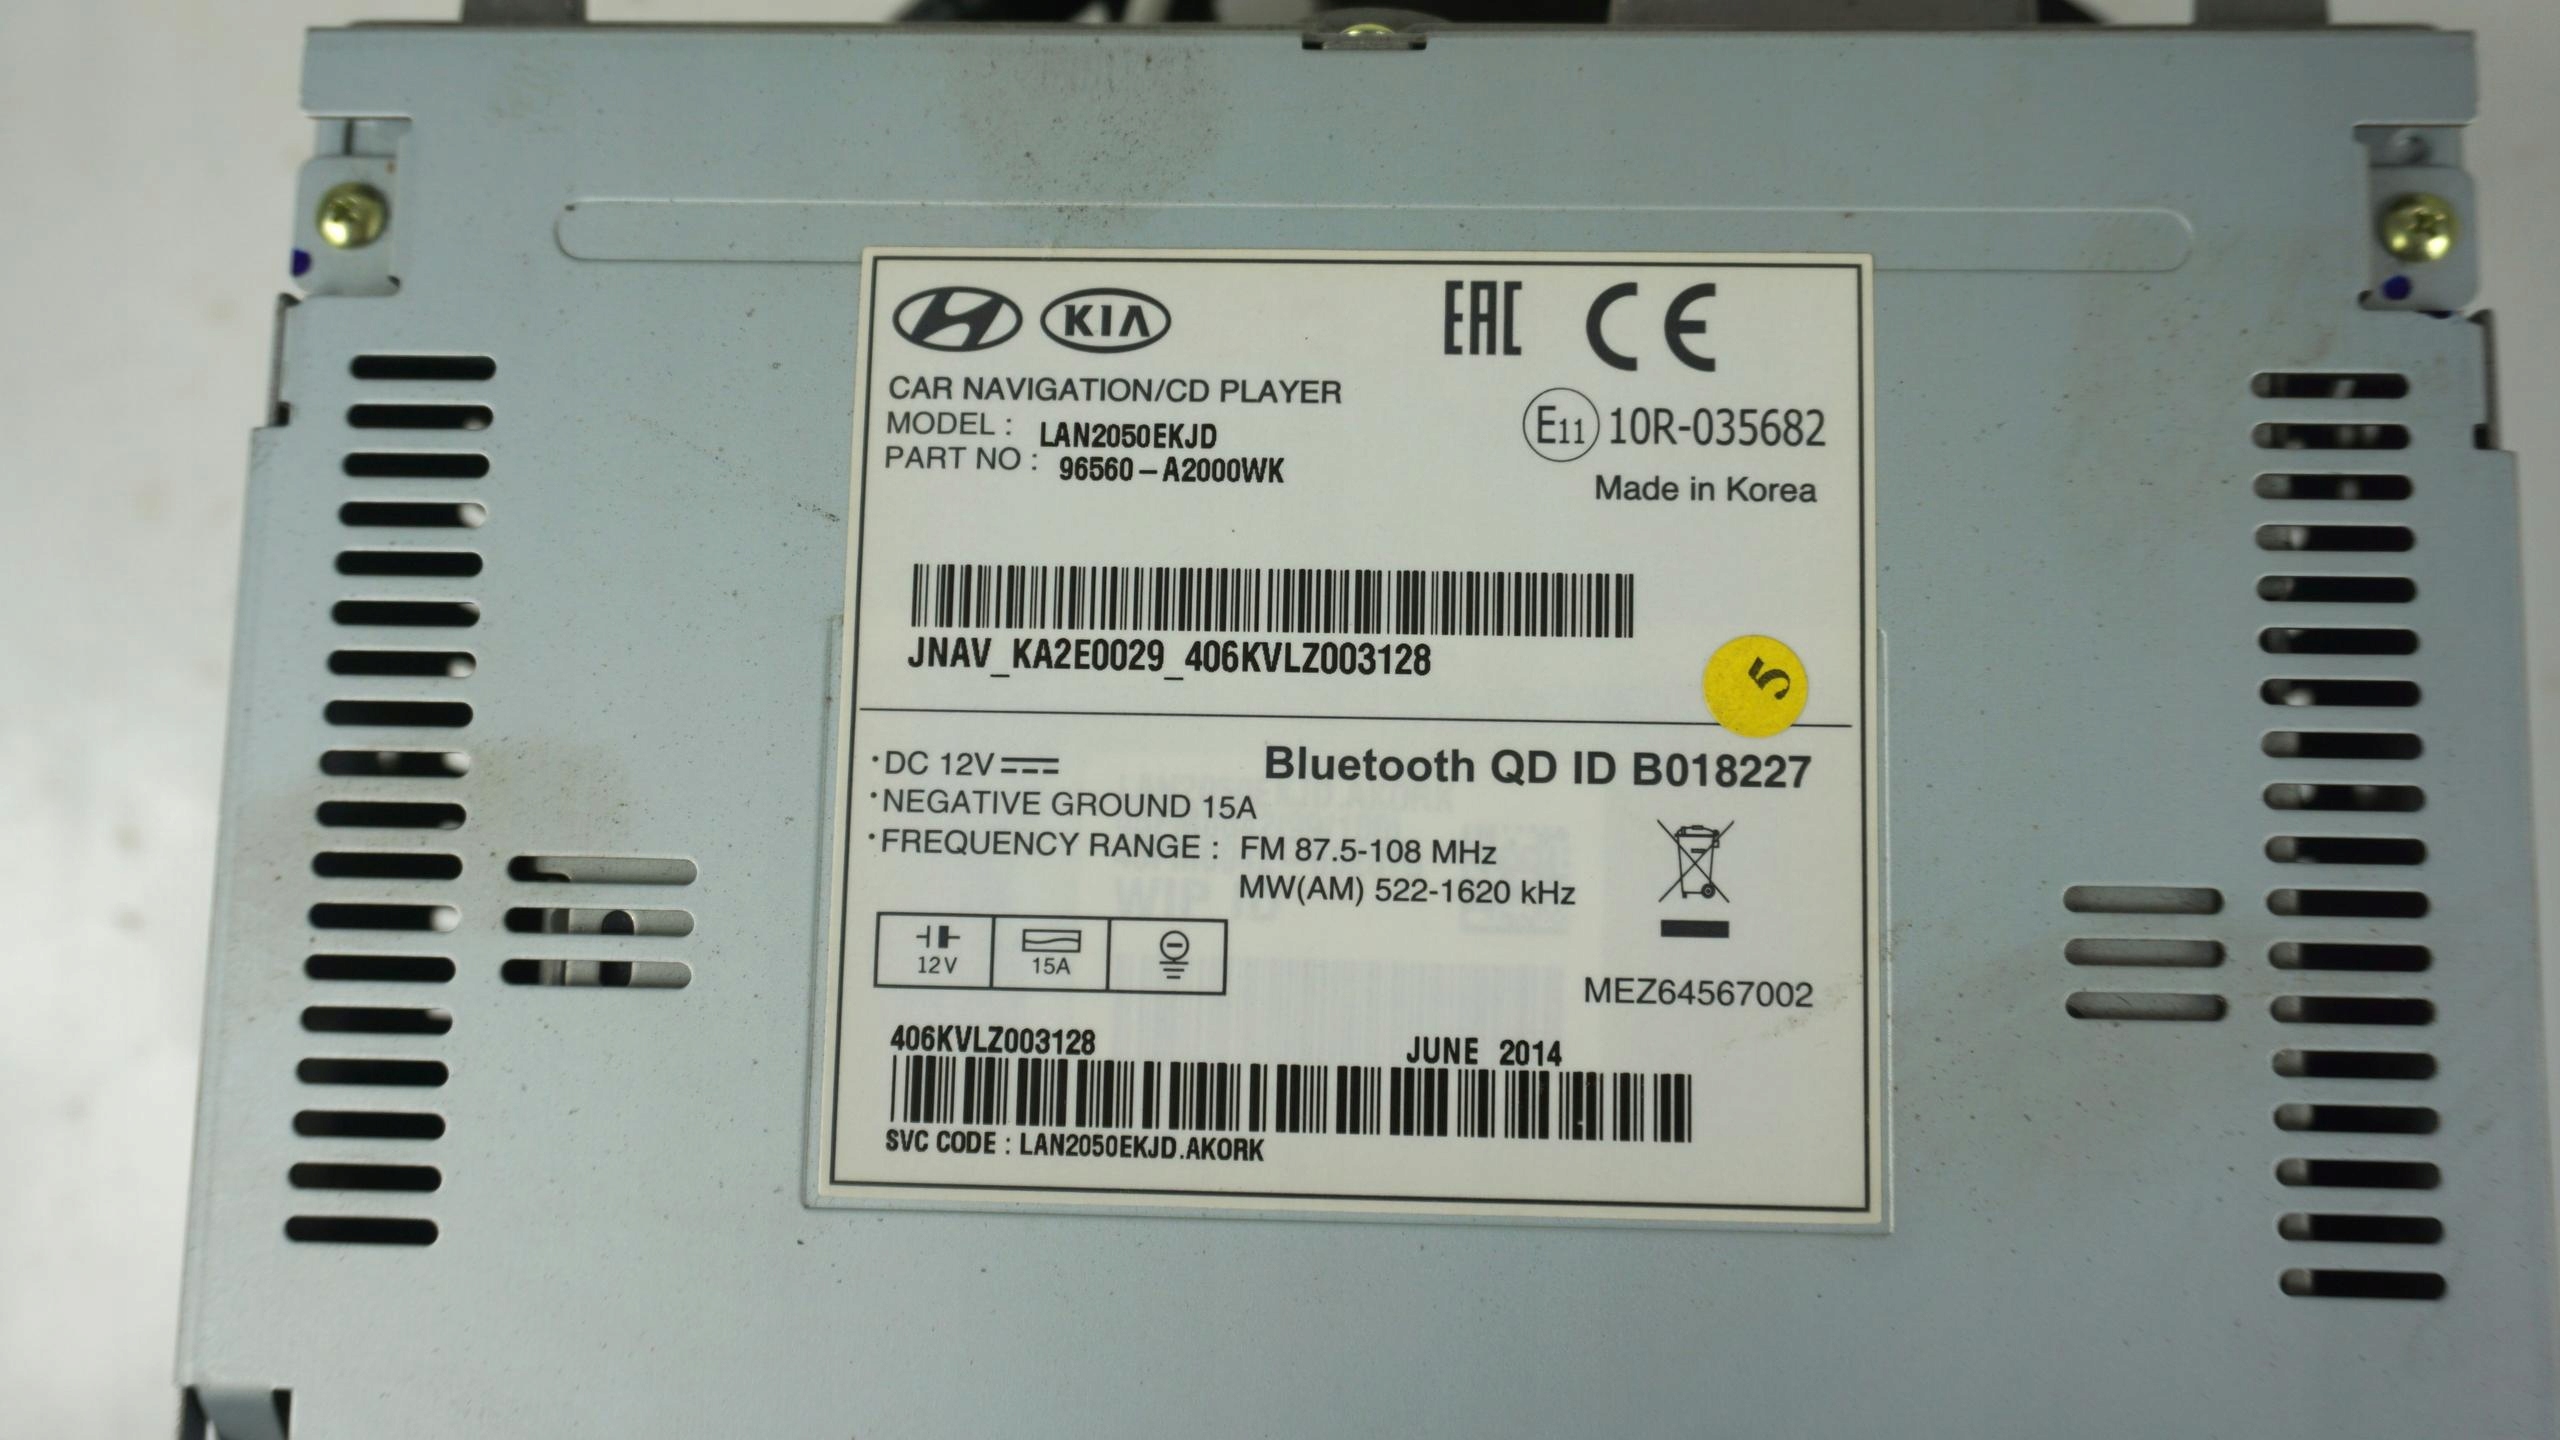 KIA
EAC CE
CAR NAVIGATION/CD PLAYER
MODEL : LAN2050EKJD
PART NO : 96560-A2000WK
E11 10R-035682
Made in Korea
JNAV_KA2E0029_406KVLZ003128
5
·DC 12V
Bluetooth QD ID B018227
·NEGATIVE GROUND 15A
·FREQUENCY RANGE : FM 87.5-108 MHz
MW(AM) 522-1620 kHz
12V 15A
MEZ64567002
406KVLZ003128 JUNE 2014
SVC CODE : LAN2050EKJD.AKORK